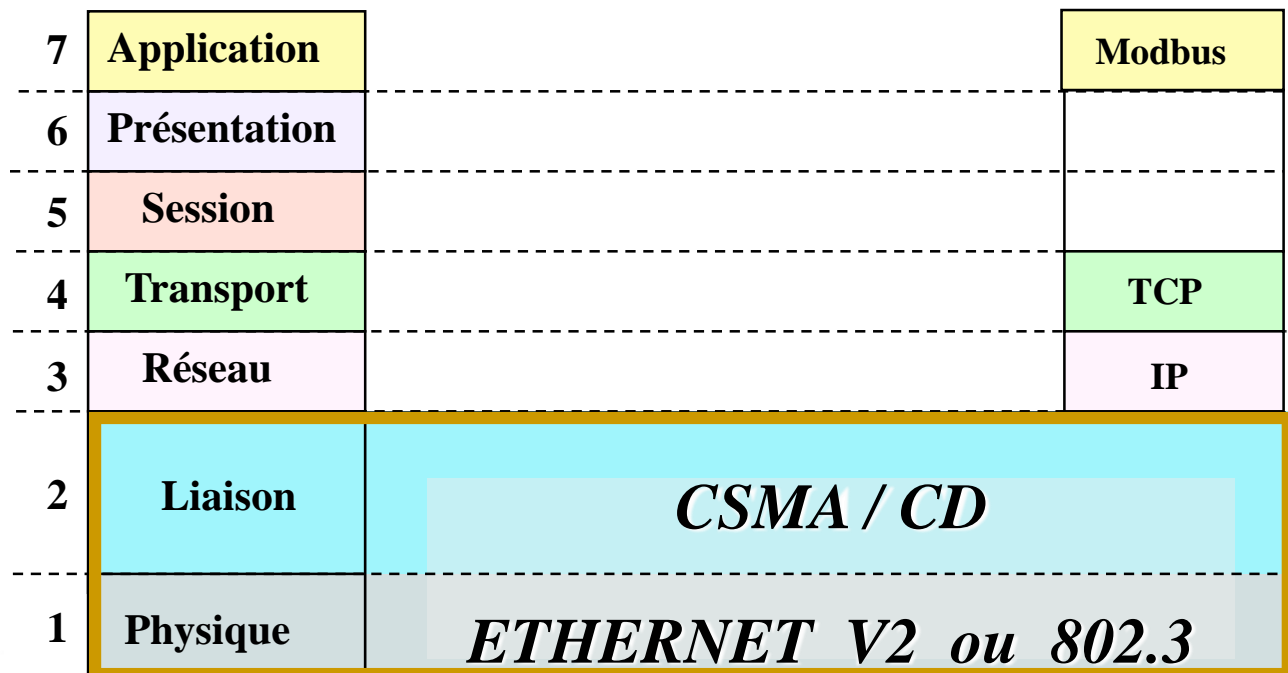 7 Application Modbus
6 Présentation
5 Session
4 Transport TCP
3 Réseau IP
2 Liaison CSMA / CD
1 Physique ETHERNET V2 ou 802.3